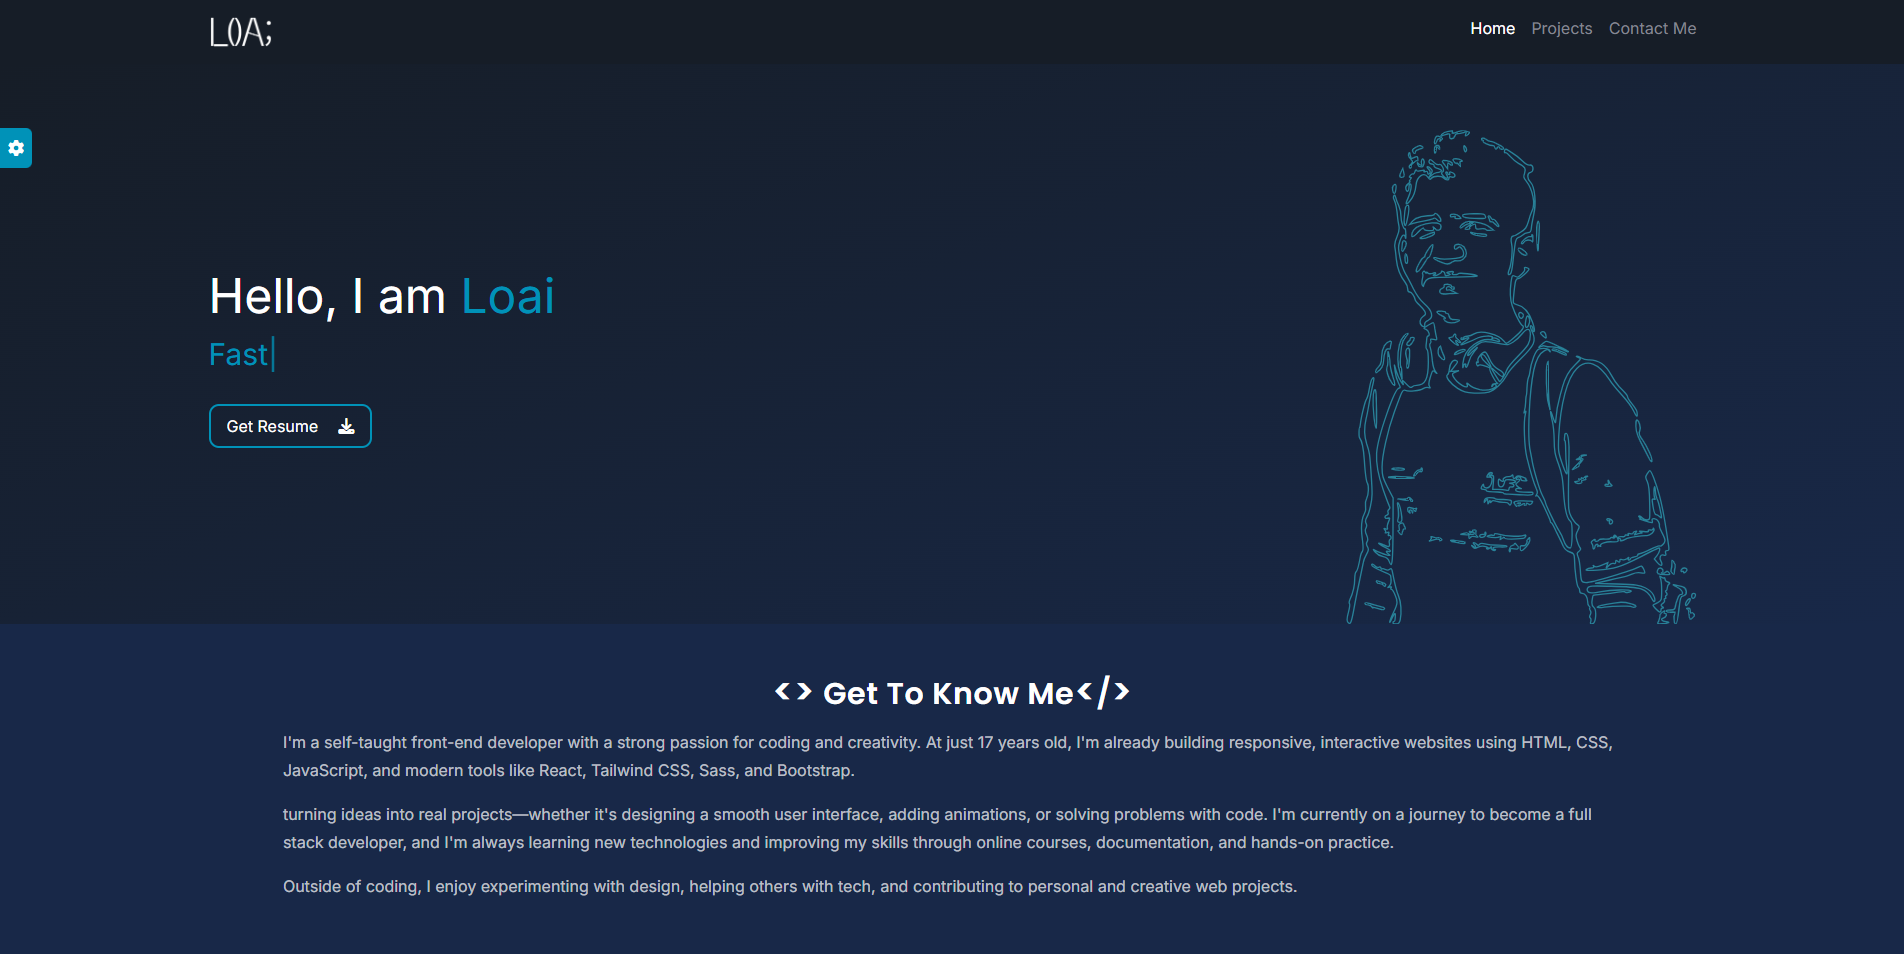 LOA;
Home Projects Contact Me
Hello, I am Loai
Fast|
Get Resume
<> Get To Know Me</>
I'm a self-taught front-end developer with a strong passion for coding and creativity. At just 17 years old, I'm already building responsive, interactive websites using HTML, CSS,
JavaScript, and modern tools like React, Tailwind CSS, Sass, and Bootstrap.
turning ideas into real projects—whether it's designing a smooth user interface, adding animations, or solving problems with code. I'm currently on a journey to become a full
stack developer, and I'm always learning new technologies and improving my skills through online courses, documentation, and hands-on practice.
Outside of coding, I enjoy experimenting with design, helping others with tech, and contributing to personal and creative web projects.